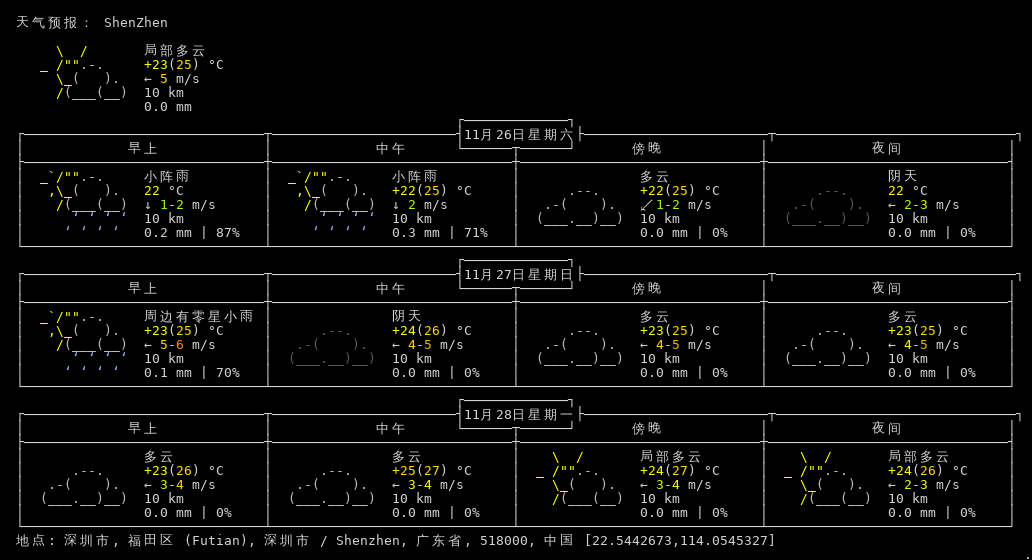 天气预报： ShenZhen
局部多云
+23(25) °C
← 5 m/s
10 km
0.0 mm
11月26日星期六
早上 中午 傍晚 夜间
小阵雨 小阵雨 多云 阴天
22 °C +22(25) °C +22(25) °C 22 °C
↓ 1-2 m/s ↓ 2 m/s ↙ 1-2 m/s ← 2-3 m/s
10 km 10 km 10 km 10 km
0.2 mm | 87% 0.3 mm | 71% 0.0 mm | 0% 0.0 mm | 0%
11月27日星期日
早上 中午 傍晚 夜间
周边有零星小雨 阴天 多云 多云
+23(25) °C +24(26) °C +23(25) °C +23(25) °C
← 5-6 m/s ← 4-5 m/s ← 4-5 m/s ← 4-5 m/s
10 km 10 km 10 km 10 km
0.1 mm | 70% 0.0 mm | 0% 0.0 mm | 0% 0.0 mm | 0%
11月28日星期一
早上 中午 傍晚 夜间
多云 多云 局部多云 局部多云
+23(26) °C +25(27) °C +24(27) °C +24(26) °C
← 3-4 m/s ← 3-4 m/s ← 3-4 m/s ← 2-3 m/s
10 km 10 km 10 km 10 km
0.0 mm | 0% 0.0 mm | 0% 0.0 mm | 0% 0.0 mm | 0%
地点: 深圳市, 福田区 (Futian), 深圳市 / Shenzhen, 广东省, 518000, 中国 [22.5442673,114.0545327]